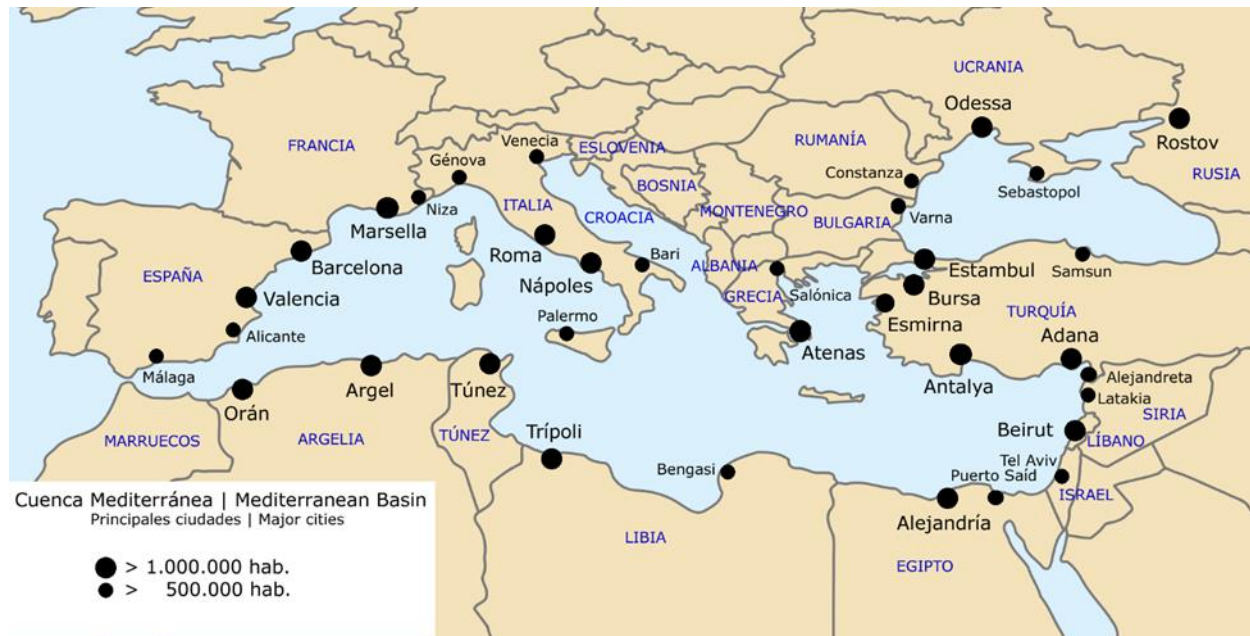 UCRANIA
Odessa
Rostov
RUSIA
FRANCIA
Venecia
ESLOVENIA
RUMANÍA
Génova
Constanza
Sebastopol
BOSNIA
Niza
ITALIA
CROACIA
MONTENEGRO
BULGARIA
Varna
Marsella
Roma
Bari
ALBANIA
Estambul
Samsun
Barcelona
ESPAÑA
Nápoles
GRECIA
Salónica
Bursa
Valencia
Palermo
Esmirna
TURQUÍA
Alicante
Atenas
Adana
Málaga
Argel
Túnez
Antalya
Alejandreta
Latakia
Orán
SIRIA
MARRUECOS
ARGELIA
TÚNEZ
Trípoli
Beirut
LÍBANO
Bengasi
Tel Aviv
Puerto Saíd
ISRAEL
Alejandría
LIBIA
EGIPTO
Cuenca Mediterránea | Mediterranean Basin
Principales ciudades | Major cities
> 1.000.000 hab.
> 500.000 hab.